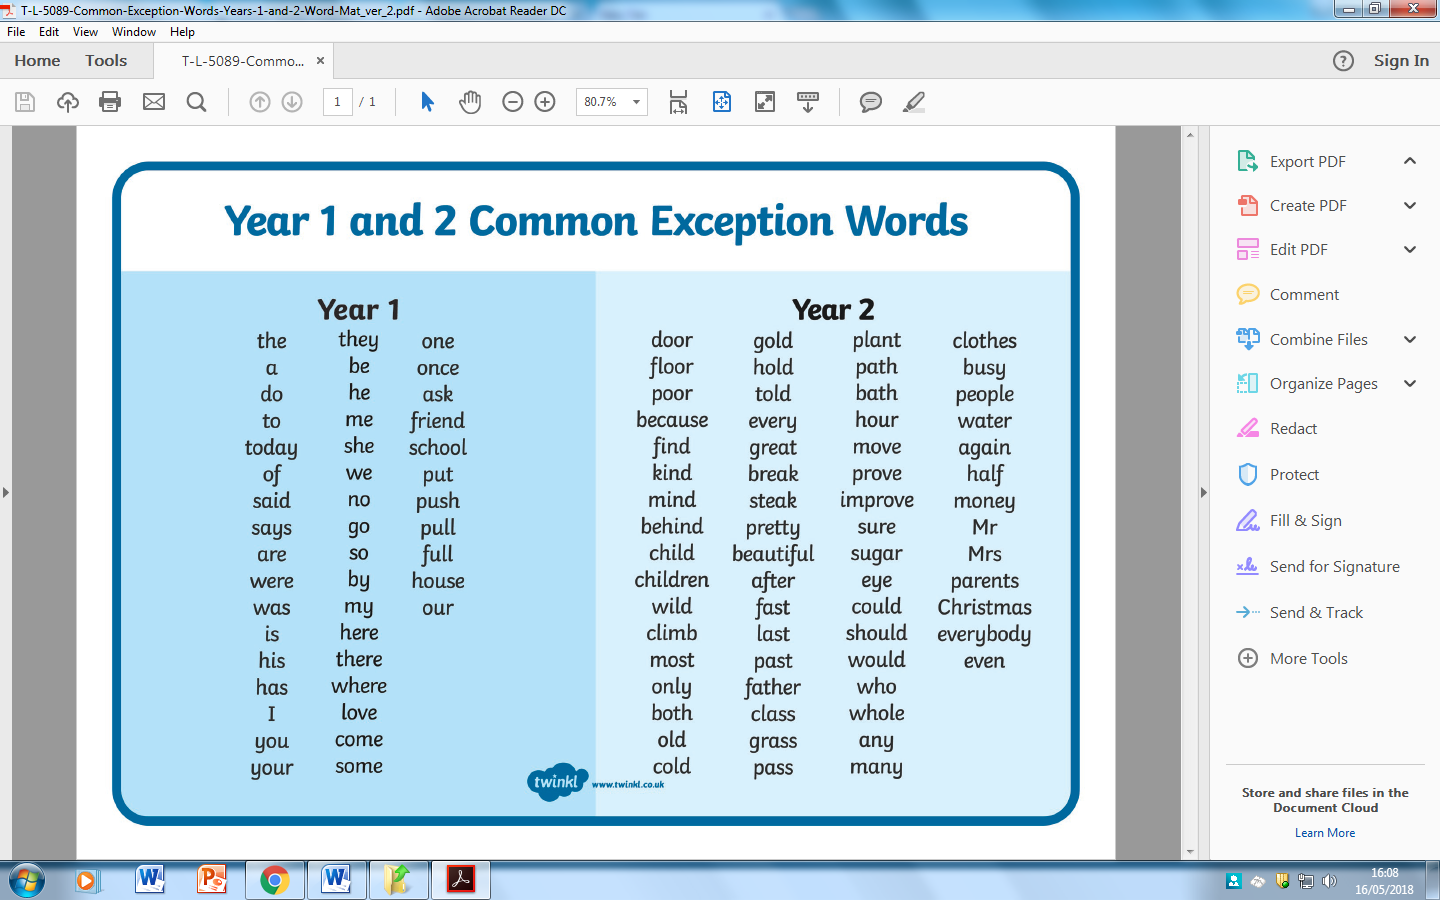 T-L-5089-Common-Exception-Words-Years-1-and-2-Word-Mat_ver_2.pdf - Adobe Acrobat Reader DC
File Edit View Window Help
Home Tools T-L-5089-Commo... × ? Sign In
1 / 1 80.7%
Year 1 and 2 Common Exception Words
Year 1
the they one
a be once
do he ask
to me friend
today she school
of we put
said no push
says go pull
are so full
were by house
was my our
is here
his there
has where
I love
you come
your some
Year 2
door gold plant clothes
floor hold path busy
poor told bath people
because every hour water
find great move again
kind break prove half
mind steak improve money
behind pretty sure Mr
child beautiful sugar Mrs
children after eye parents
wild fast could Christmas
climb last should everybody
most past would even
only father who
both class whole
old grass any
cold pass many
twinkl www.twinkl.co.uk
Export PDF
Create PDF
Edit PDF
Comment
Combine Files
Organize Pages
Redact
Protect
Fill & Sign
Send for Signature
Send & Track
More Tools
Store and share files in the
Document Cloud
Learn More
16:08
16/05/2018